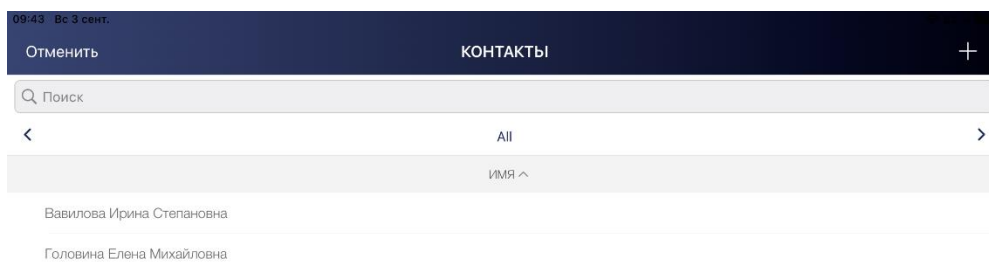 09:43 Вс 3 сент.
Отменить КОНТАКТЫ +
Поиск
< All >
ИМЯ
Вавилова Ирина Степановна
Головина Елена Михайловна